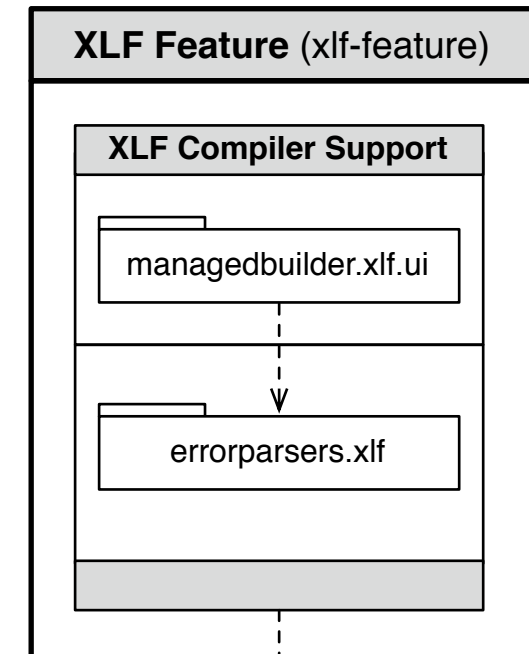 XLF Feature (xlf-feature)
XLF Compiler Support
managedbuilder.xlf.ui
errorparsers.xlf